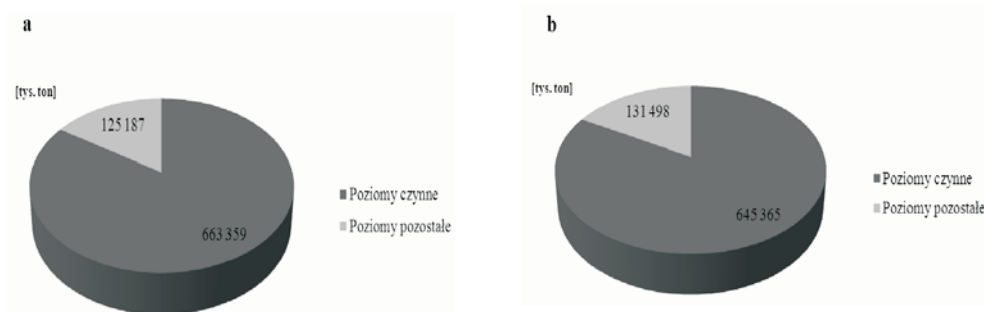 a
[tys. ton]
125 187
663 359
Poziomy czynne
Poziomy pozostałe
b
[tys. ton]
131 498
645 365
Poziomy czynne
Poziomy pozostałe